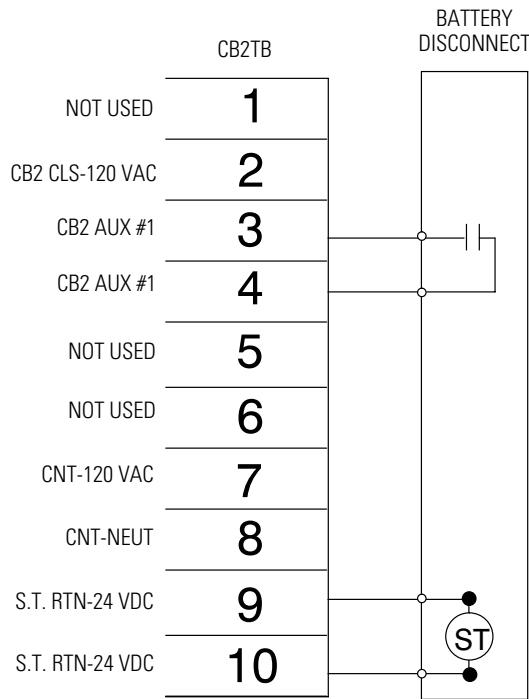 BATTERY
DISCONNECT
CB2TB
NOT USED 1
CB2 CLS-120 VAC 2
CB2 AUX #1 3
CB2 AUX #1 4
NOT USED 5
NOT USED 6
CNT-120 VAC 7
CNT-NEUT 8
S.T. RTN-24 VDC 9
ST
S.T. RTN-24 VDC 10